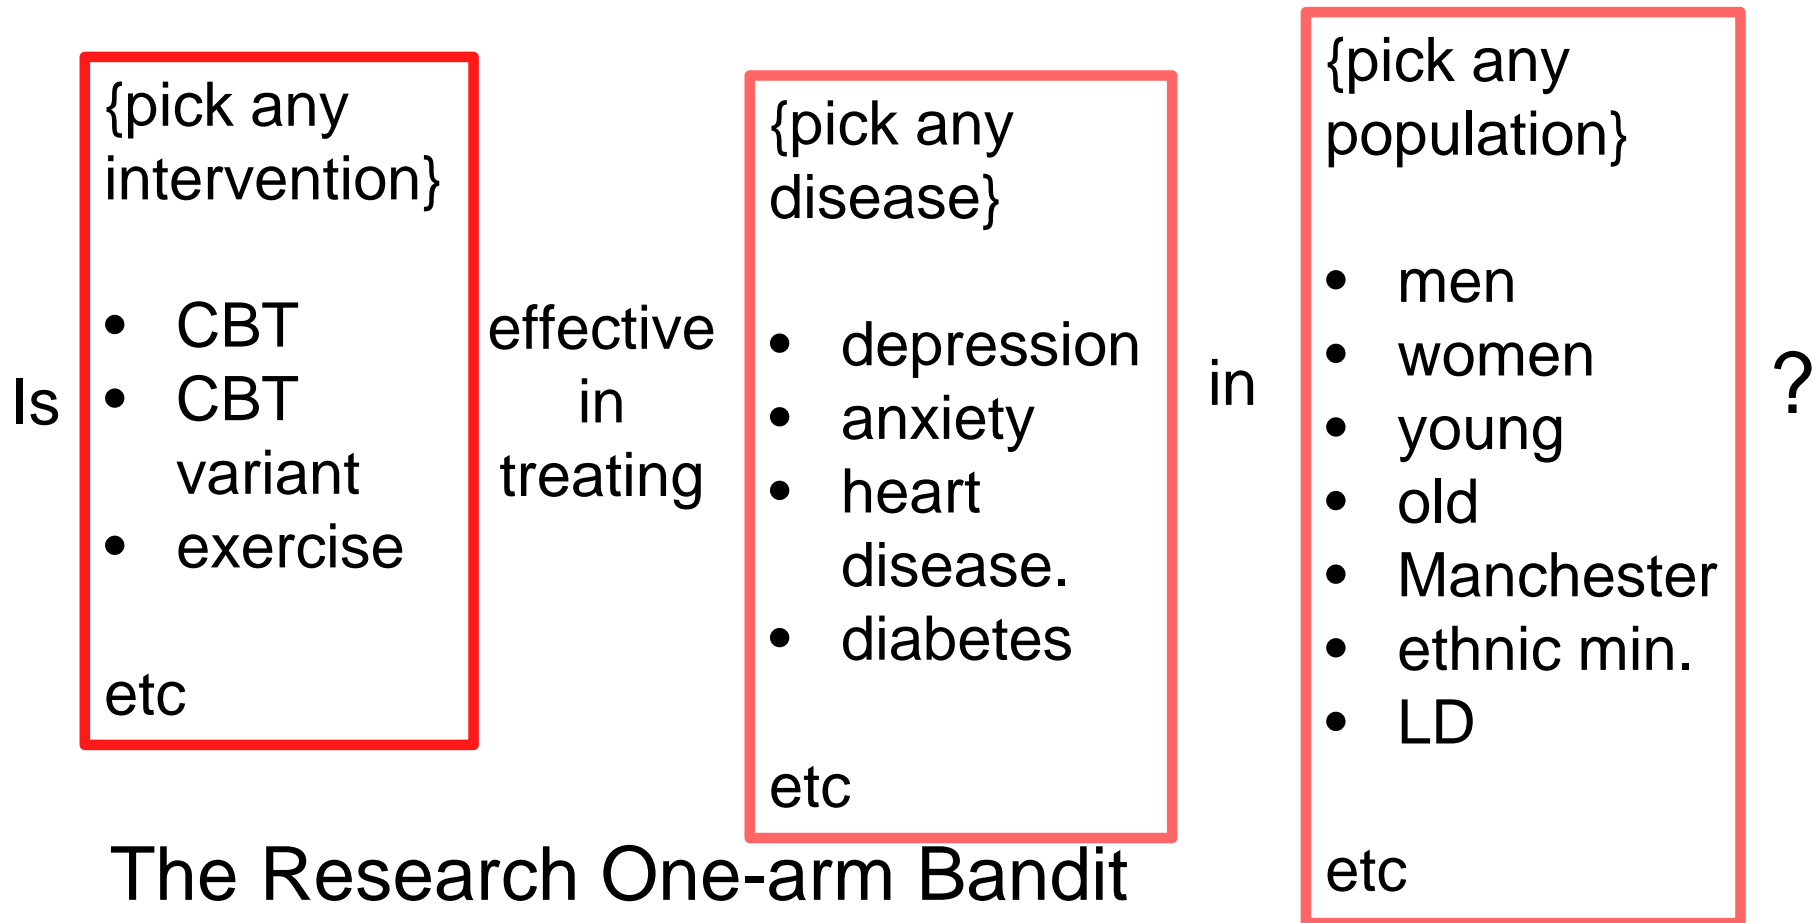 Is
{pick any
intervention}
• CBT
• CBT
variant
• exercise
etc
effective
in
treating
{pick any
disease}
• depression
• anxiety
• heart
disease.
• diabetes
etc
in
{pick any
population}
• men
• women
• young
• old
• Manchester
• ethnic min.
• LD
etc
?
The Research One-arm Bandit